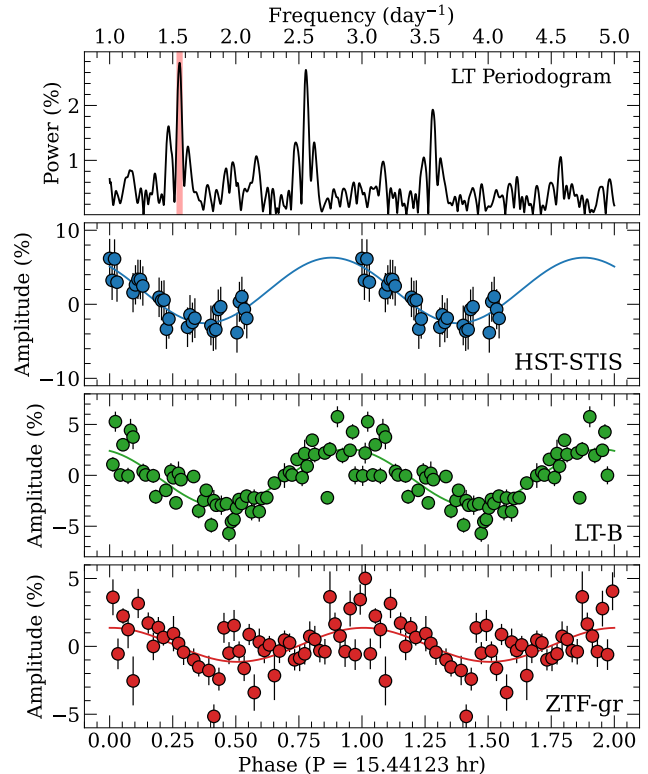 Frequency (day⁻¹)
1.0 1.5 2.0 2.5 3.0 3.5 4.0 4.5 5.0
LT Periodogram
Power (%)
2
1
10
0
−10
Amplitude (%)
HST-STIS
5
0
−5
Amplitude (%)
LT-B
5
0
−5
Amplitude (%)
ZTF-gr
0.00 0.25 0.50 0.75 1.00 1.25 1.50 1.75 2.00
Phase (P = 15.44123 hr)